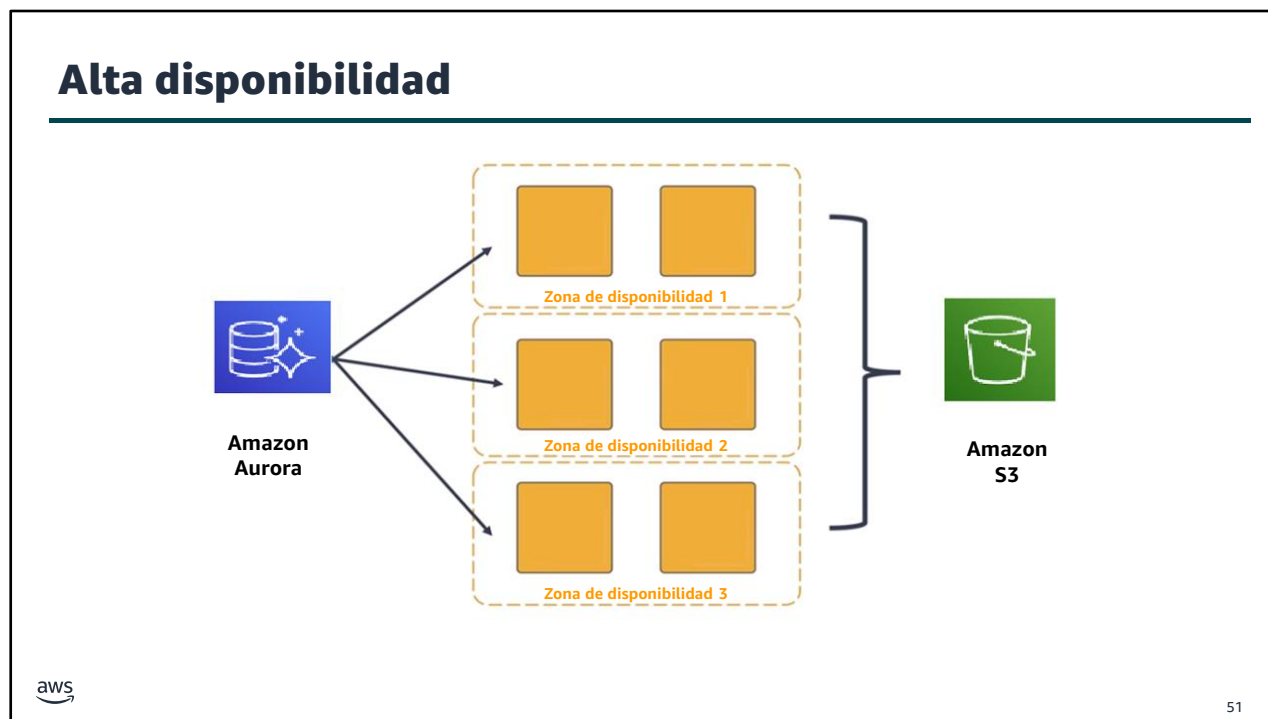 Alta disponibilidad
Zona de disponibilidad 1
Zona de disponibilidad 2
Zona de disponibilidad 3
Amazon
Aurora
Amazon
S3
aws
51